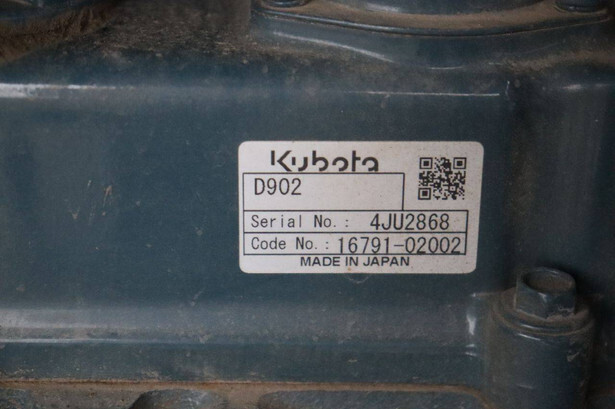 Kubota
D902
Serial No.: 4JU2868
Code No.: 16791-02002
MADE IN JAPAN